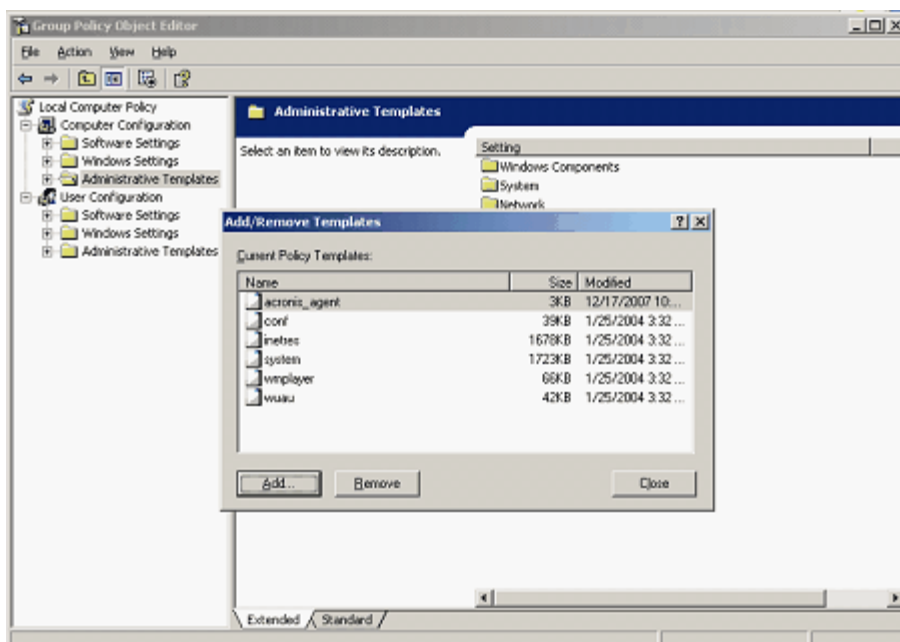 Group Policy Object Editor
File Action View Help
Local Computer Policy
Computer Configuration
Software Settings
Windows Settings
Administrative Templates
User Configuration
Software Settings
Windows Settings
Administrative Templates
Administrative Templates
Select an item to view its description.
Setting
Windows Components
System
Network
Add/Remove Templates
Current Policy Templates:
Name Size Modified
acronis_agent 3KB 12/17/2007 10:...
conf 39KB 1/25/2004 3:32 ...
inetres 1678KB 1/25/2004 3:32 ...
system 1723KB 1/25/2004 3:32 ...
wmplayer 66KB 1/25/2004 3:32 ...
wuau 42KB 1/25/2004 3:32 ...
Add... Remove Close
Extended Standard